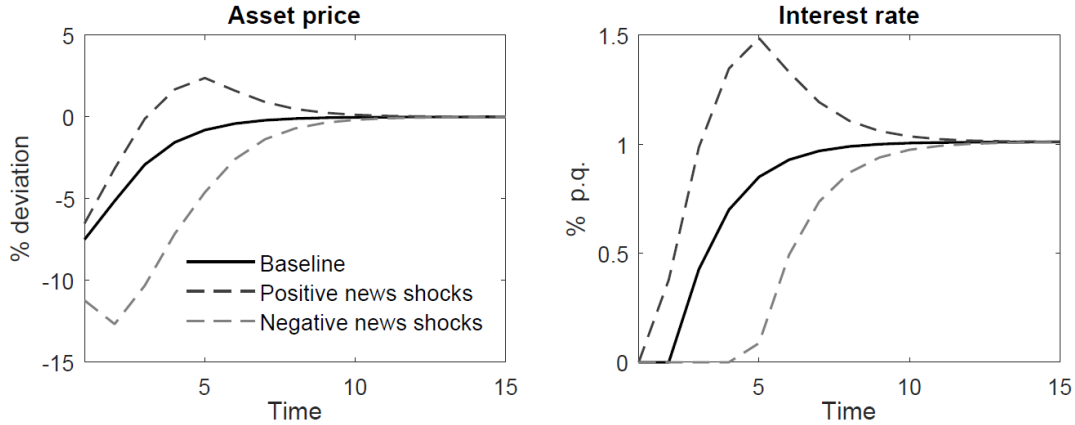 Asset price
5
0
-5
-10
-15
% deviation
Baseline
Positive news shocks
Negative news shocks
5
10
15
Time
Interest rate
1.5
1
0.5
0
% p.q.
5
10
15
Time